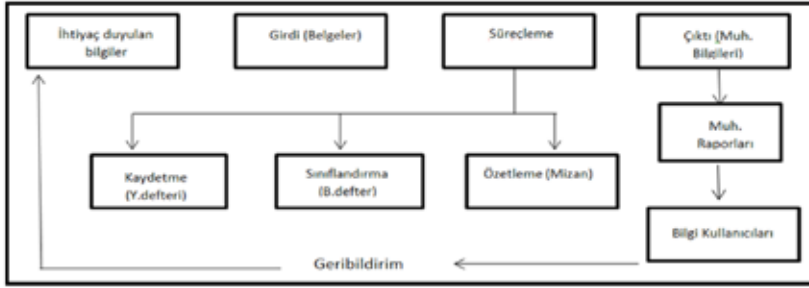 İhtiyaç duyulan
bilgiler
Girdi (Belgeler)
Süreçleme
Çıktı (Muh.
Bilgileri)
Muh.
Raporları
Kaydetme
(Y.defteri)
Sınıflandırma
(B.defter)
Özetleme (Mizan)
Bilgi Kullanıcıları
Geribildirim